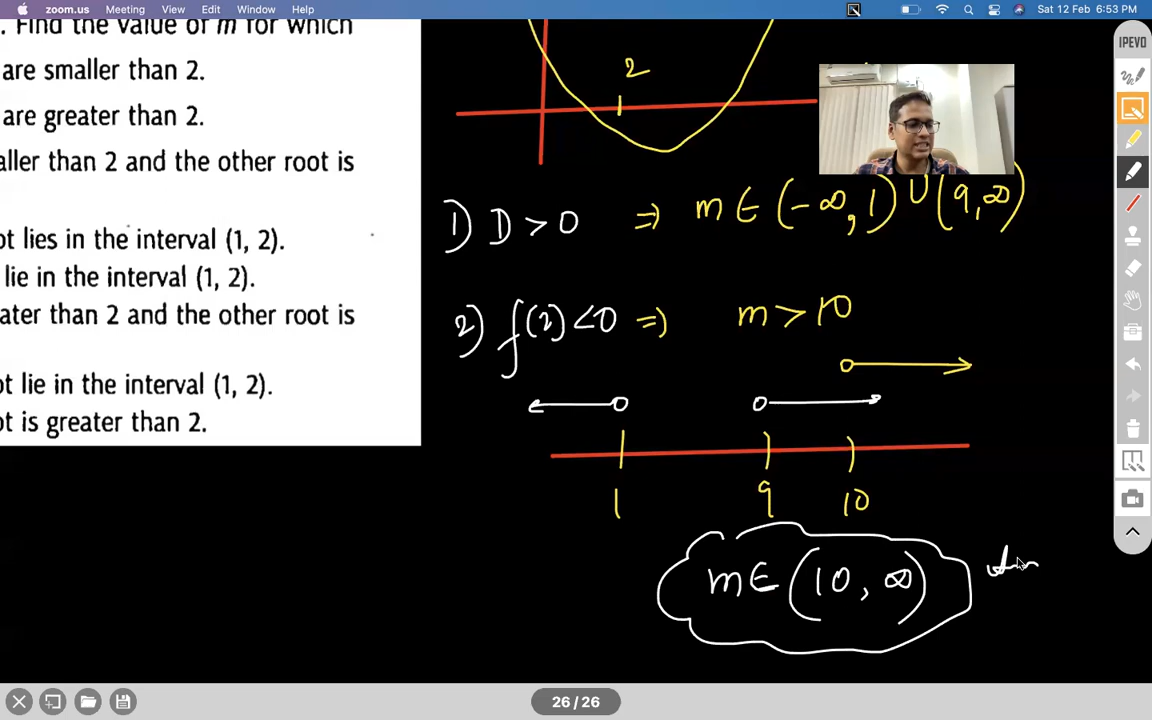 zoom.us Meeting View Edit Window Help Sat 12 Feb 6:53 PM
IPEVO
. Find the value of m for which
are smaller than 2.
are greater than 2.
aller than 2 and the other root is
ot lies in the interval (1, 2).
lie in the interval (1, 2).
ater than 2 and the other root is
ot lie in the interval (1, 2).
ot is greater than 2.
2
1) D > 0 => m ∈ (-∞, 1) U (9, ∞)
2) f(2) < 0 => m > 10
1 9 10
m ∈ (10, ∞)
26 / 26